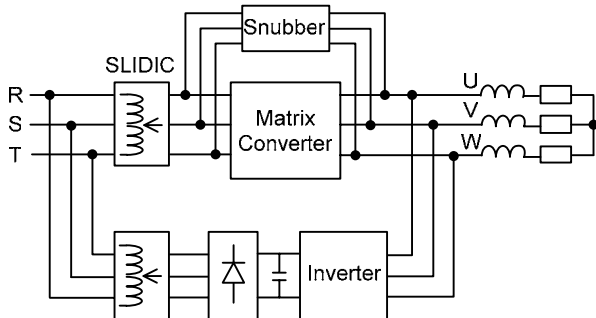 Snubber
SLIDIC
R
S
T
Matrix
Converter
U
V
W
Inverter